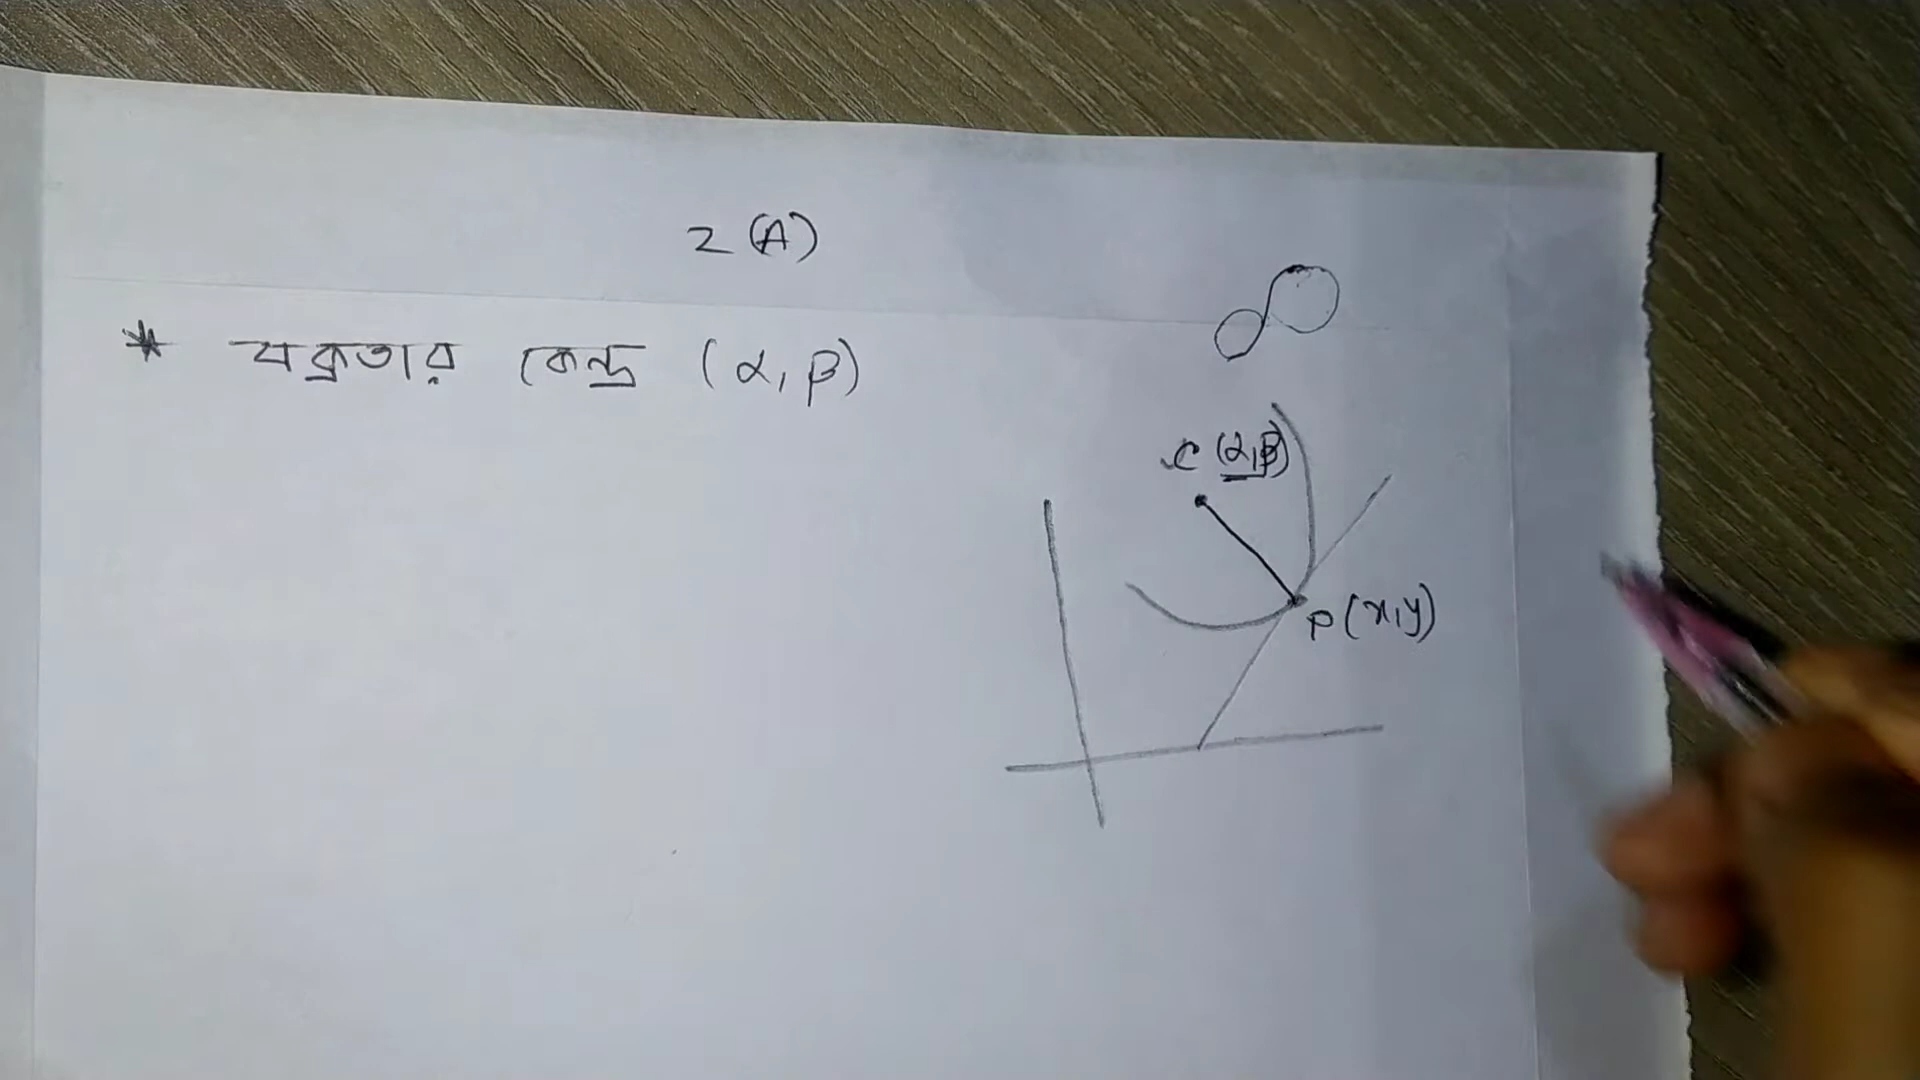 2 (A)
* বক্রতার কেন্দ্র (α, β)
C (α, β)
P (x, y)